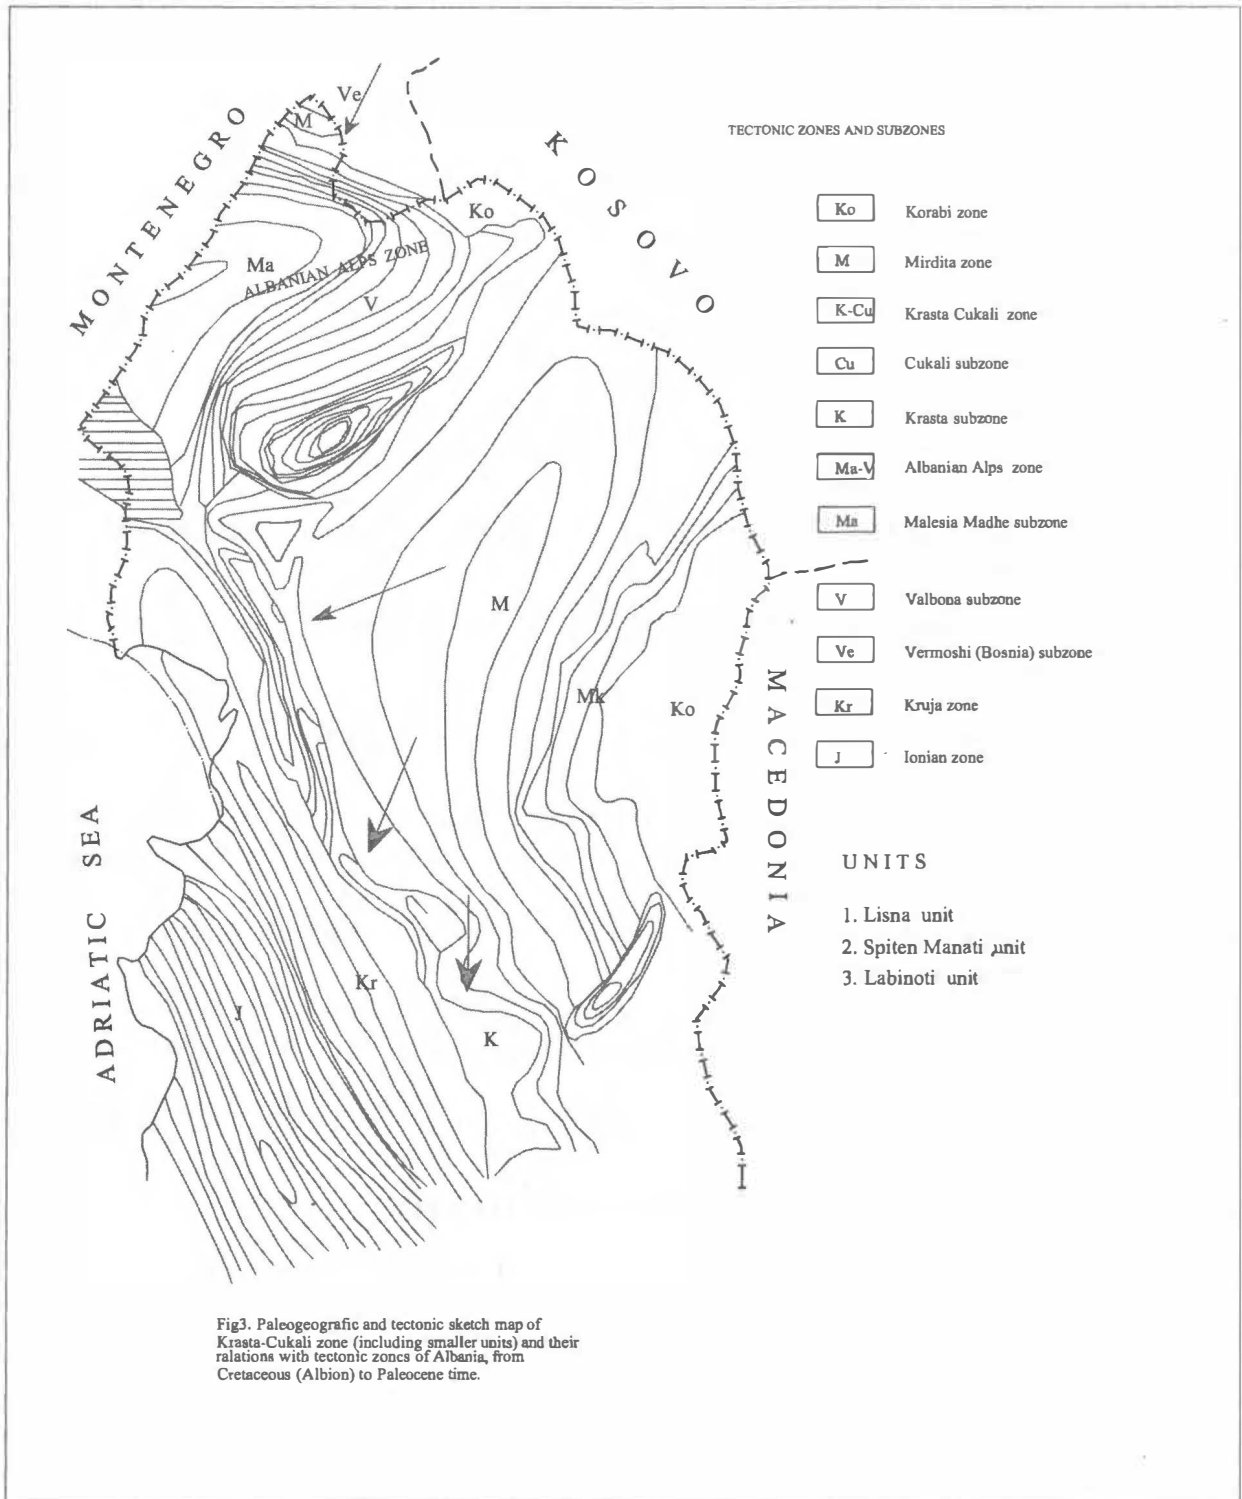 MONTENEGRO
Ve
M
KOSOVO
Ko
Ma
ALBANIAN ALPS ZONE
V
M
Mk
Ko
MACEDONIA
ADRIATIC SEA
Kr
J
K
TECTONIC ZONES AND SUBZONES
Ko Korabi zone
M Mirdita zone
K-Cu Krasta Cukali zone
Cu Cukali subzone
K Krasta subzone
Ma-V Albanian Alps zone
Ma Malesia Madhe subzone
V Valbona subzone
Ve Vermoshi (Bosnia) subzone
Kr Kruja zone
J Ionian zone
UNITS
1. Lisna unit
2. Spiten Manati unit
3. Labinoti unit
Fig3. Paleogeografic and tectonic sketch map of
Krasta-Cukali zone (including smaller units) and their
ralations with tectonic zones of Albania, from
Cretaceous (Albion) to Paleocene time.